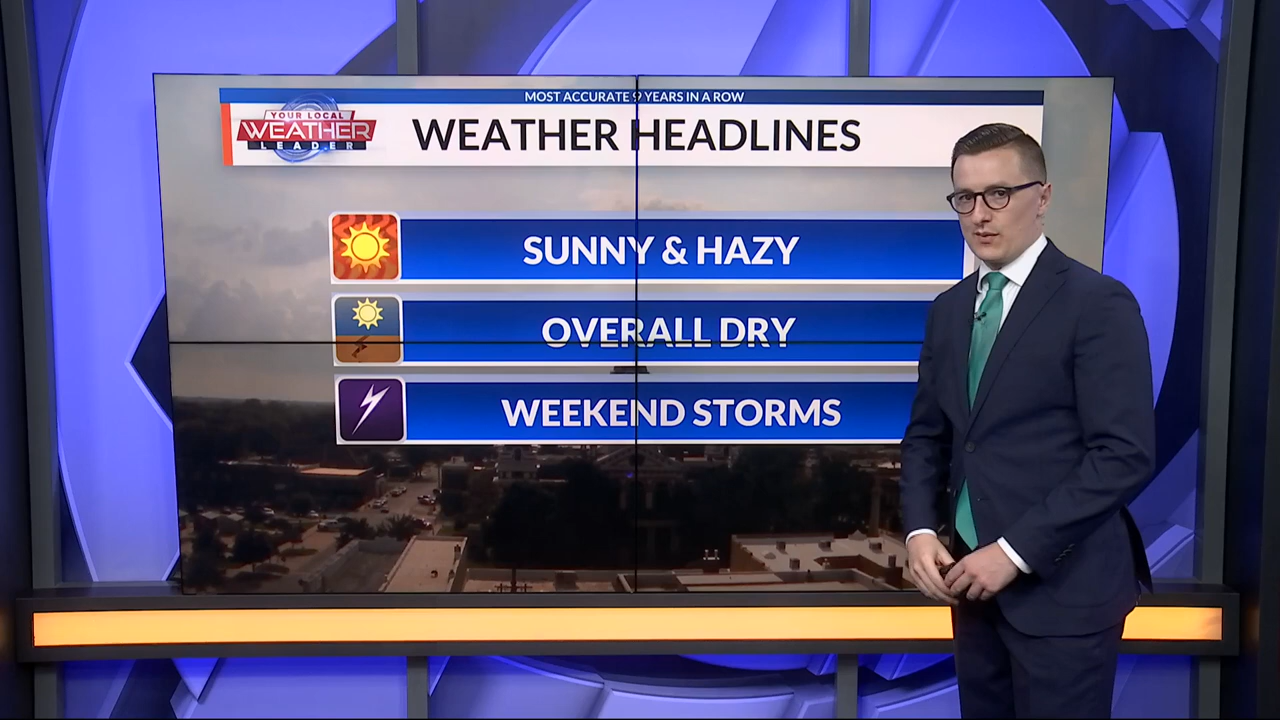 MOST ACCURATE 9 YEARS IN A ROW
YOUR LOCAL
WEATHER
LEADER
WEATHER HEADLINES
SUNNY & HAZY
OVERALL DRY
WEEKEND STORMS